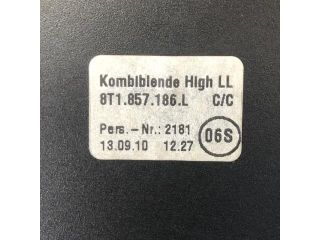 Kombiblende High LL
8T1.857.186.L C/C
Pers.-Nr.: 2181
13.09.10 12.27
06S